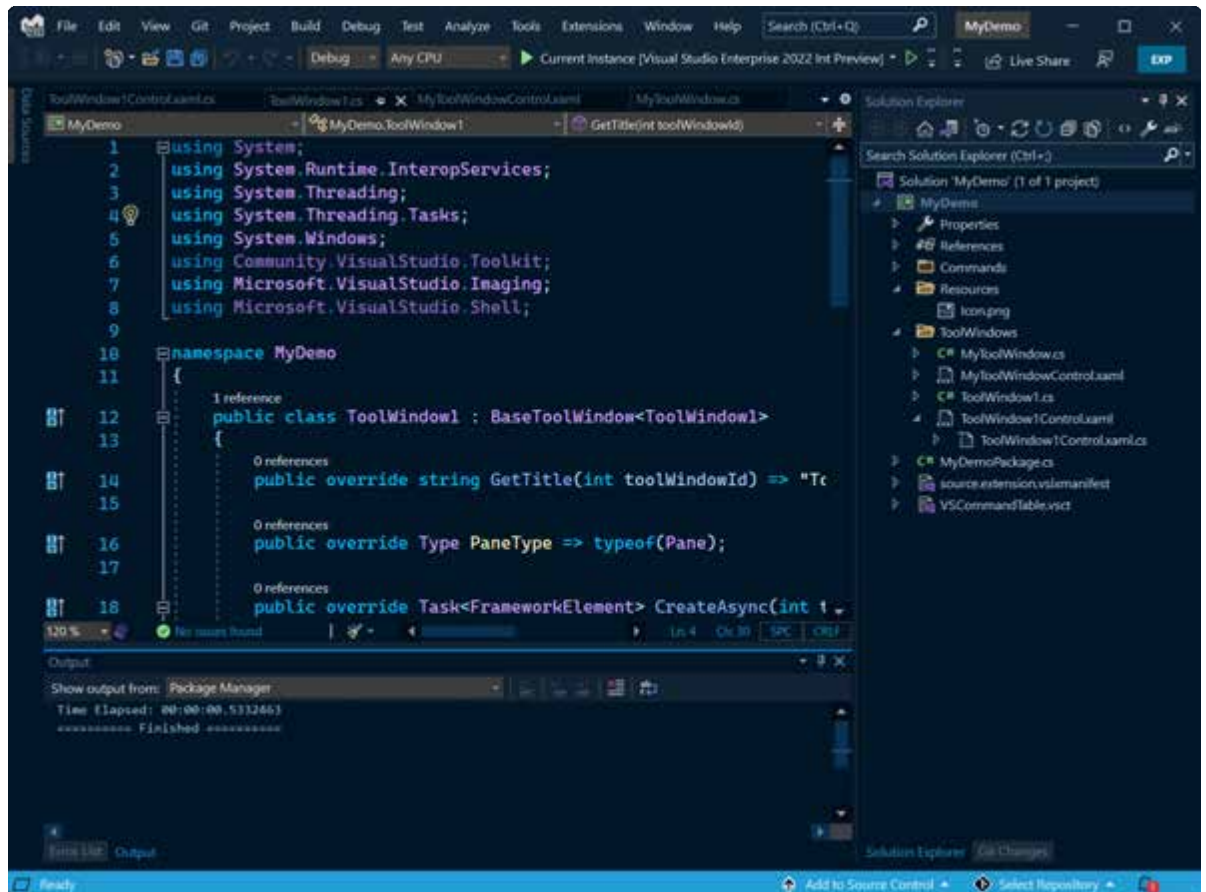 File Edit View Git Project Build Debug Test Analyze Tools Extensions Window Help Search (Ctrl+Q) MyDemo
Debug Any CPU Current Instance [Visual Studio Enterprise 2022 Int Preview] Live Share EXP
Data Sources
ToolWindow1Control.xaml.cs ToolWindow1.cs MyToolWindowControl.xaml MyToolWindow.cs
MyDemo MyDemo.ToolWindow1 GetTitle(int toolWindowId)
1 using System;
2 using System.Runtime.InteropServices;
3 using System.Threading;
4 using System.Threading.Tasks;
5 using System.Windows;
6 using Community.VisualStudio.Toolkit;
7 using Microsoft.VisualStudio.Imaging;
8 using Microsoft.VisualStudio.Shell;
9
10 namespace MyDemo
11 {
1 reference
12 public class ToolWindow1 : BaseToolWindow<ToolWindow1>
13 {
0 references
14 public override string GetTitle(int toolWindowId) => "To
15
0 references
16 public override Type PaneType => typeof(Pane);
17
0 references
18 public override Task<FrameworkElement> CreateAsync(int t
120 % No issues found Ln: 4 Ch: 30 SPC CRLF
Output
Show output from: Package Manager
Time Elapsed: 00:00:00.5332463
========== Finished ==========
Error List Output
Solution Explorer
Search Solution Explorer (Ctrl+;)
Solution 'MyDemo' (1 of 1 project)
MyDemo
Properties
References
Commands
Resources
Icon.png
ToolWindows
C# MyToolWindow.cs
MyToolWindowControl.xaml
C# ToolWindow1.cs
ToolWindow1Control.xaml
ToolWindow1Control.xaml.cs
C# MyDemoPackage.cs
source.extension.vsixmanifest
VSCommandTable.vsct
Solution Explorer Git Changes
Ready Add to Source Control Select Repository